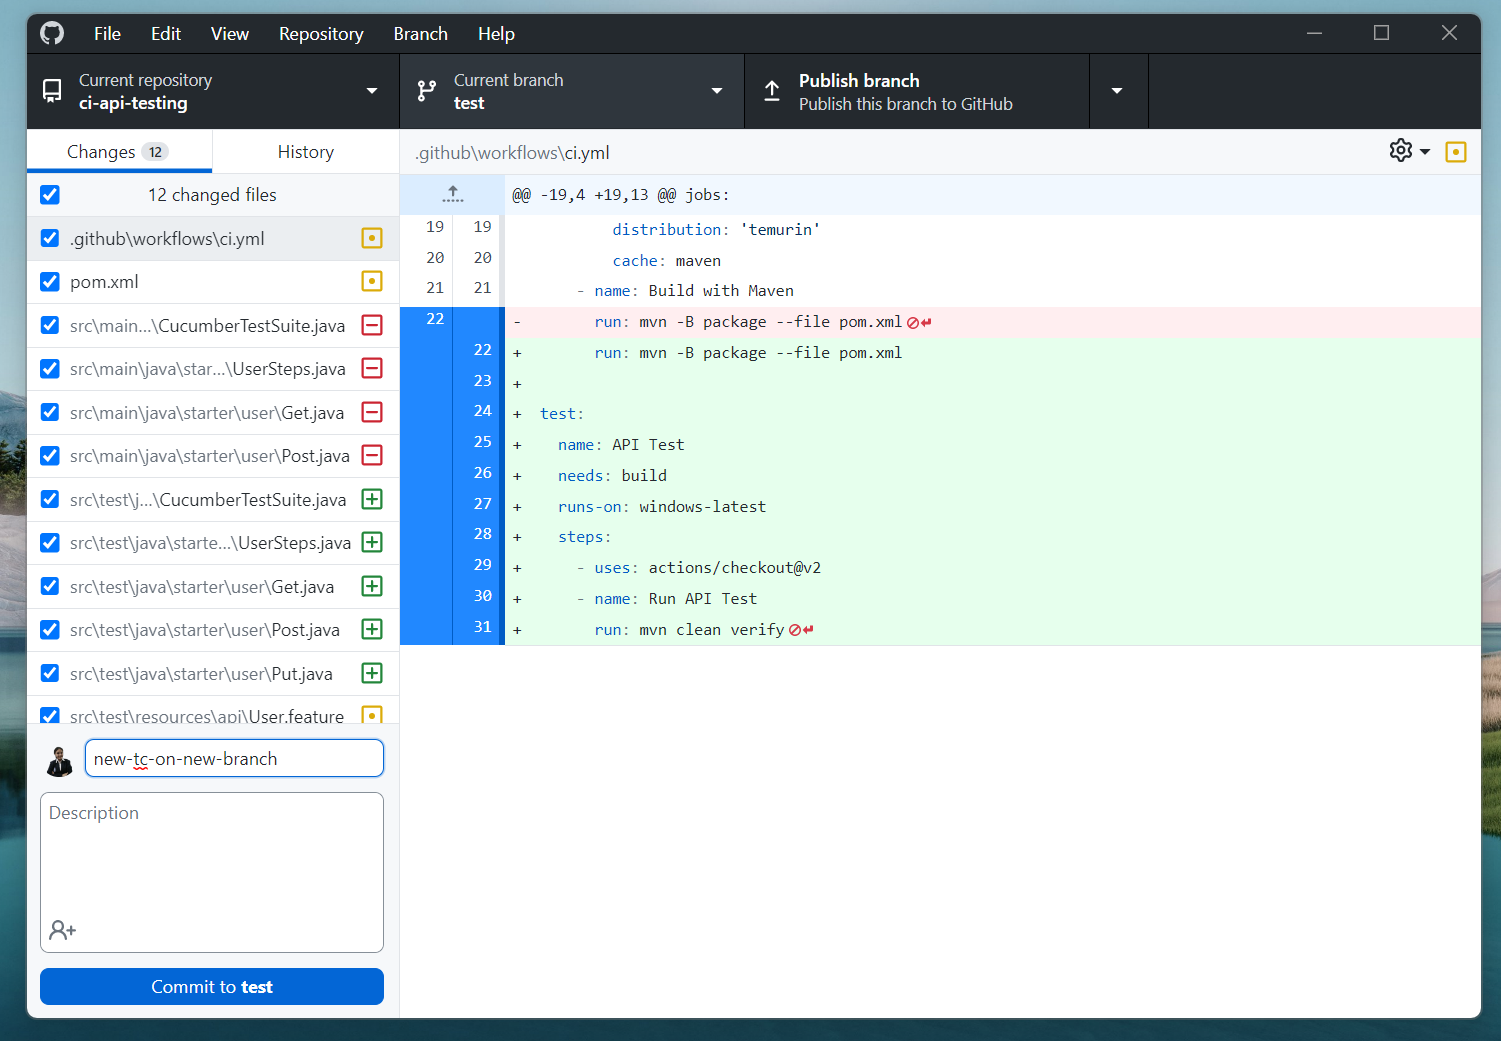 File Edit View Repository Branch Help
Current repository
ci-api-testing
Current branch
test
Publish branch
Publish this branch to GitHub
Changes 12
History
12 changed files
.github\workflows\ci.yml
pom.xml
src\main...\CucumberTestSuite.java
src\main\java\star...\UserSteps.java
src\main\java\starter\user\Get.java
src\main\java\starter\user\Post.java
src\test\j...\CucumberTestSuite.java
src\test\java\starte...\UserSteps.java
src\test\java\starter\user\Get.java
src\test\java\starter\user\Post.java
src\test\java\starter\user\Put.java
src\test\resources\api\User.feature
new-tc-on-new-branch
Description
Commit to test
.github\workflows\ci.yml
@@ -19,4 +19,13 @@ jobs:
19 19 distribution: 'temurin'
20 20 cache: maven
21 21 - name: Build with Maven
22 - run: mvn -B package --file pom.xml
22 + run: mvn -B package --file pom.xml
23 +
24 + test:
25 + name: API Test
26 + needs: build
27 + runs-on: windows-latest
28 + steps:
29 + - uses: actions/checkout@v2
30 + - name: Run API Test
31 + run: mvn clean verify